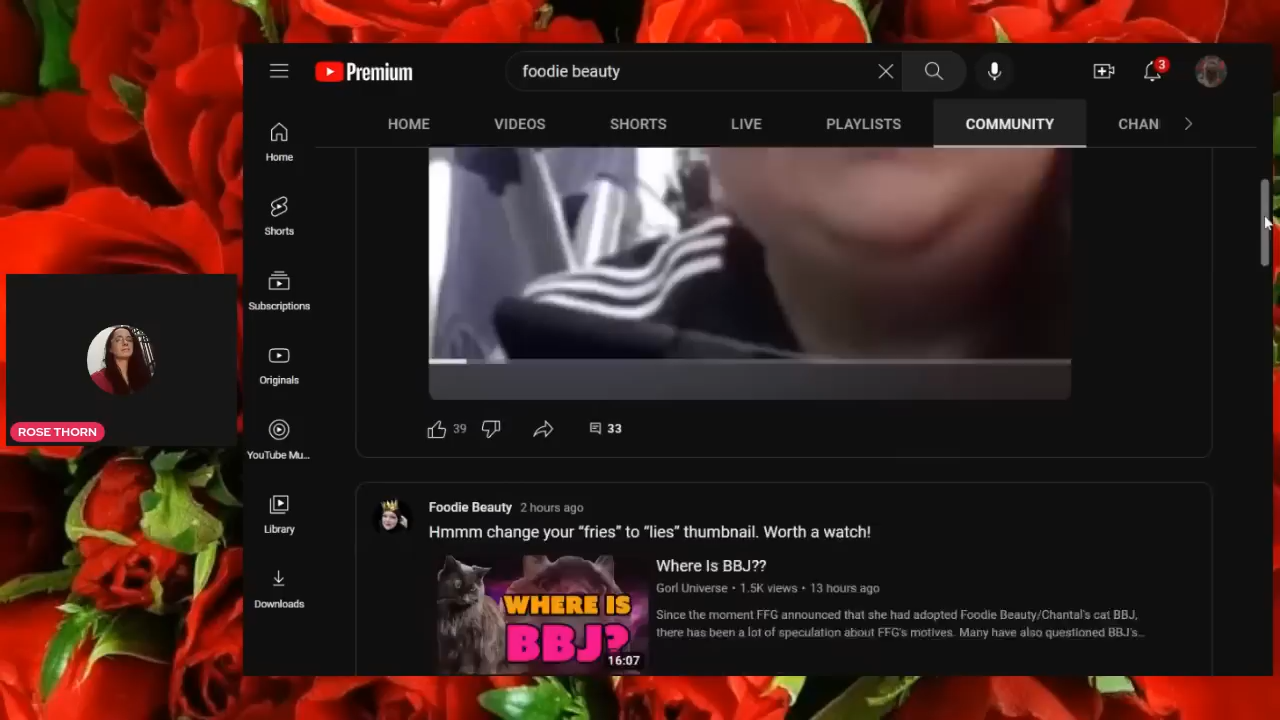 Premium
foodie beauty
3
HOME VIDEOS SHORTS LIVE PLAYLISTS COMMUNITY CHAN
Home
Shorts
Subscriptions
Originals
YouTube Mu...
Library
Downloads
ROSE THORN
39 33
Foodie Beauty 2 hours ago
Hmmm change your “fries” to “lies” thumbnail. Worth a watch!
WHERE IS
BBJ?
16:07
Where Is BBJ??
Gorl Universe • 1.5K views • 13 hours ago
Since the moment FFG announced that she had adopted Foodie Beauty/Chantal's cat BBJ,
there has been a lot of speculation about FFG's motives. Many have also questioned BBJ's...